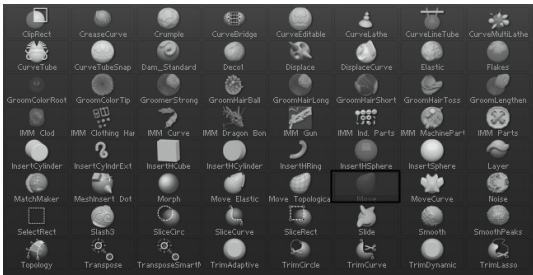 ClipRect CreaseCurve Crumple CurveBridge CurveEditable CurveLathe CurveLineTube CurveMultiLathe
CurveTube CurveTubeSnap Dam_Standard Deco1 Displace DisplaceCurve Elastic Flakes
GroomColorRoot GroomColorTip GroomerStrong GroomHairBall GroomHairLong GroomHairShort GroomHairToss GroomLengthen
IMM Clod IMM Clothing Har IMM Curve IMM Dragon Bon IMM Gun IMM Ind. Parts IMM MachinePart IMM Parts
InsertCylinder InsertCylndrExt InsertHCube InsertHCylinder InsertHRing InsertHSphere InsertSphere Layer
MatchMaker MeshInsert Dot Morph Move Elastic Move Topologica Move MoveCurve Noise
SelectRect Slash3 SliceCirc SliceCurve SliceRect Slide Smooth SmoothPeaks
Topology Transpose TransposeSmartM TrimAdaptive TrimCircle TrimCurve TrimDynamic TrimLasso